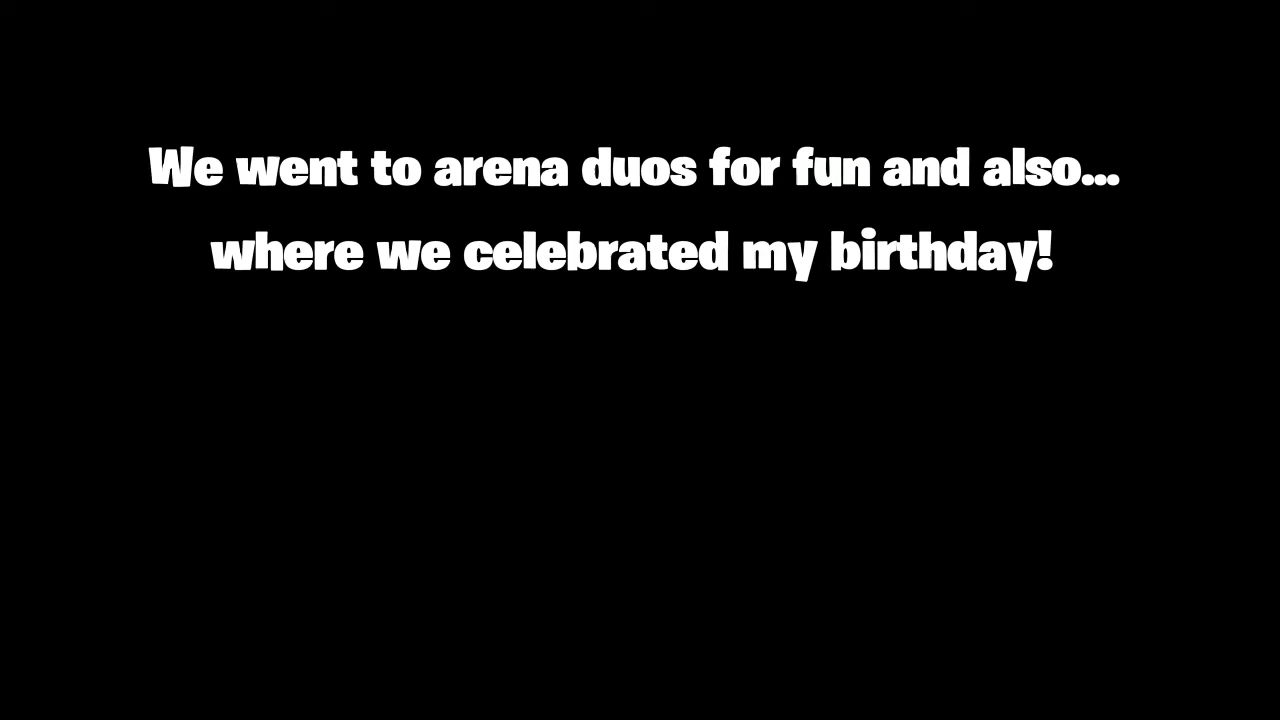 We went to arena duos for fun and also...
where we celebrated my birthday!